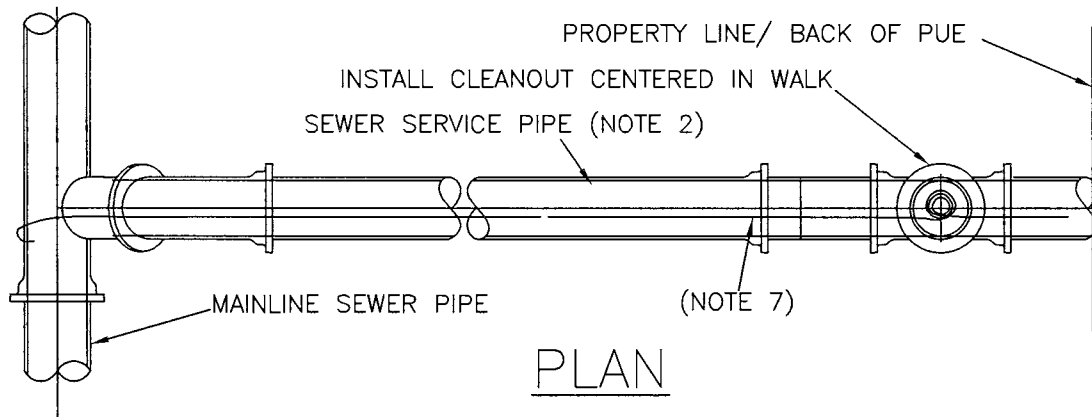 PROPERTY LINE/ BACK OF PUE
INSTALL CLEANOUT CENTERED IN WALK
SEWER SERVICE PIPE (NOTE 2)
MAINLINE SEWER PIPE
(NOTE 7)
PLAN